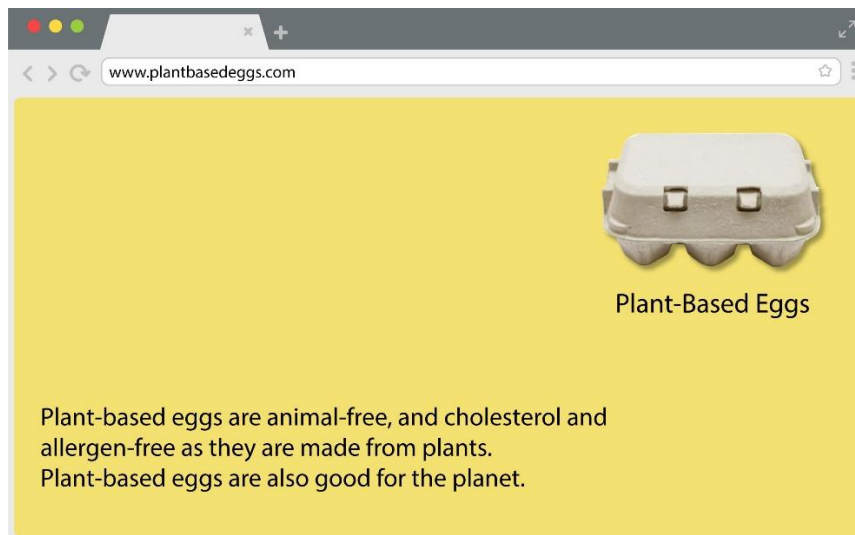 www.plantbasedeggs.com
Plant-Based Eggs
Plant-based eggs are animal-free, and cholesterol and
allergen-free as they are made from plants.
Plant-based eggs are also good for the planet.